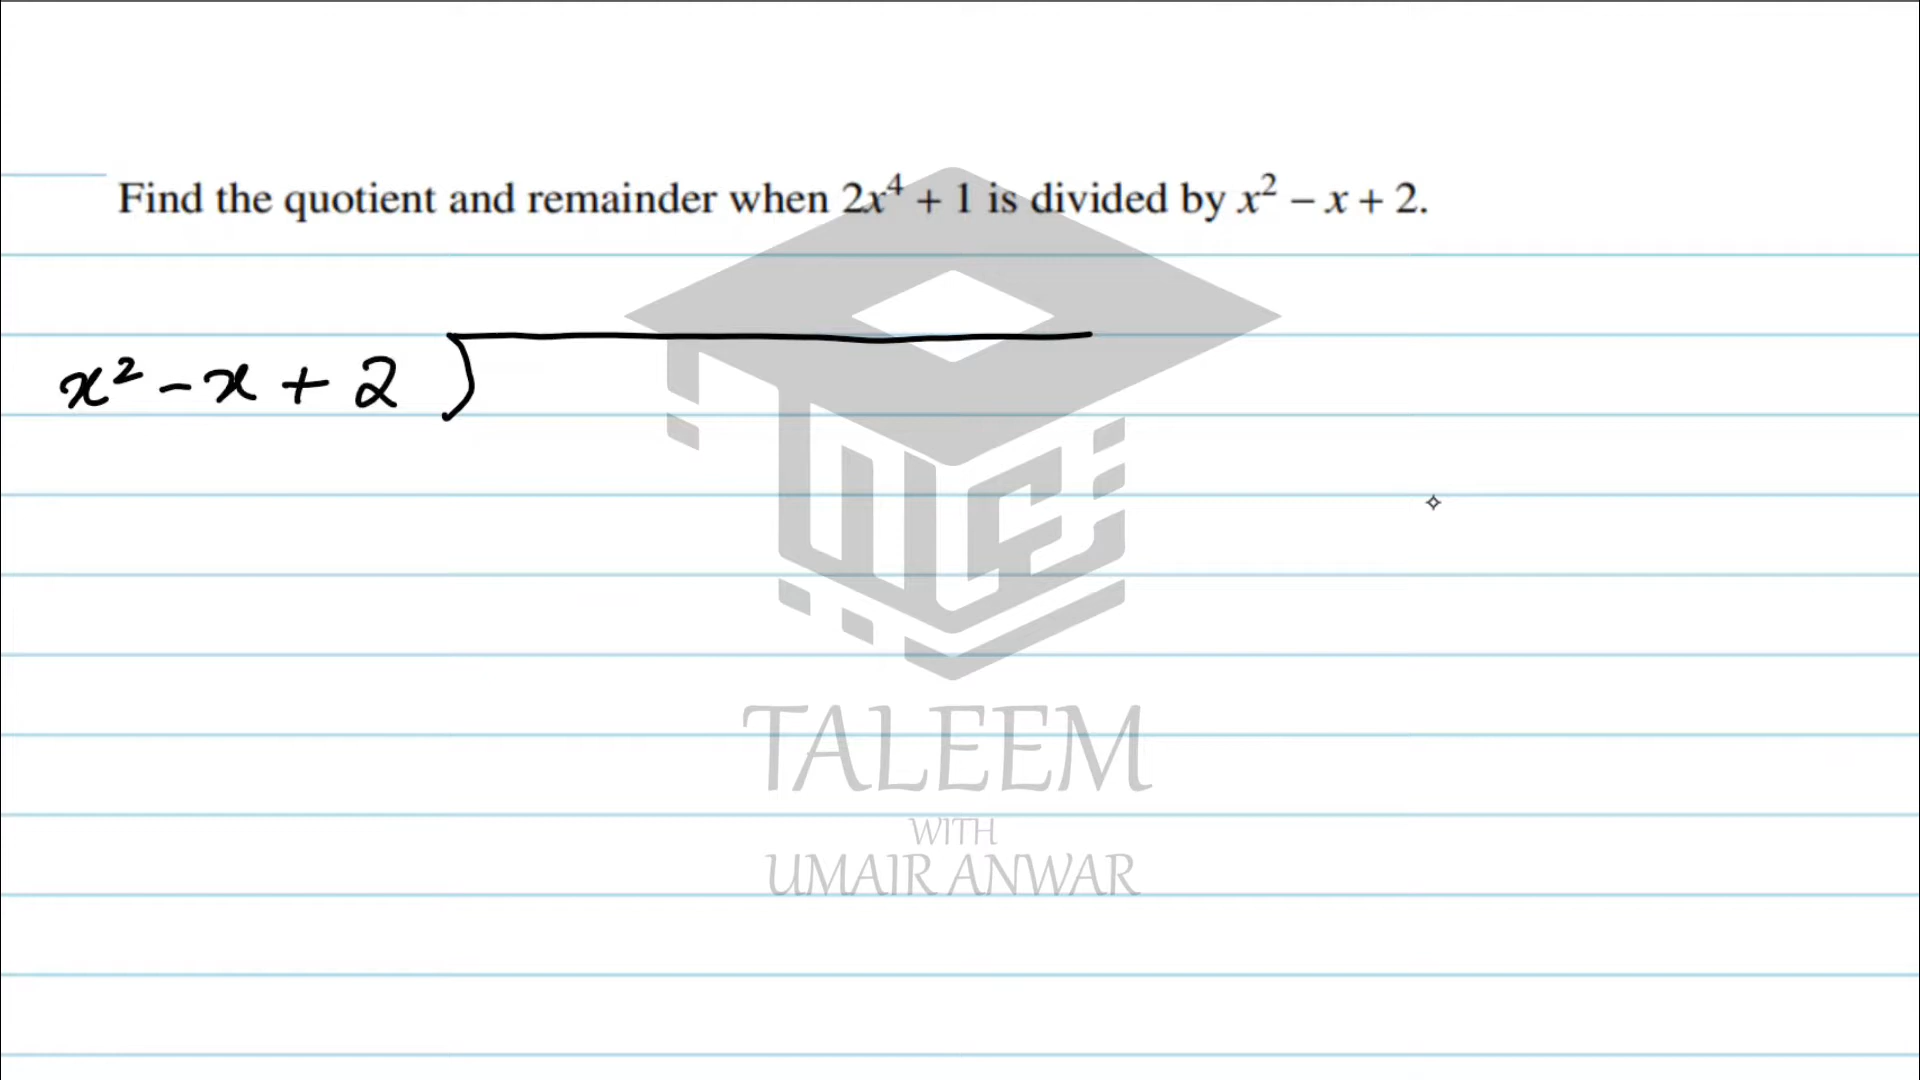 Find the quotient and remainder when 2x⁴ + 1 is divided by x² − x + 2.
x² − x + 2
TALEEM
WITH
UMAIR ANWAR